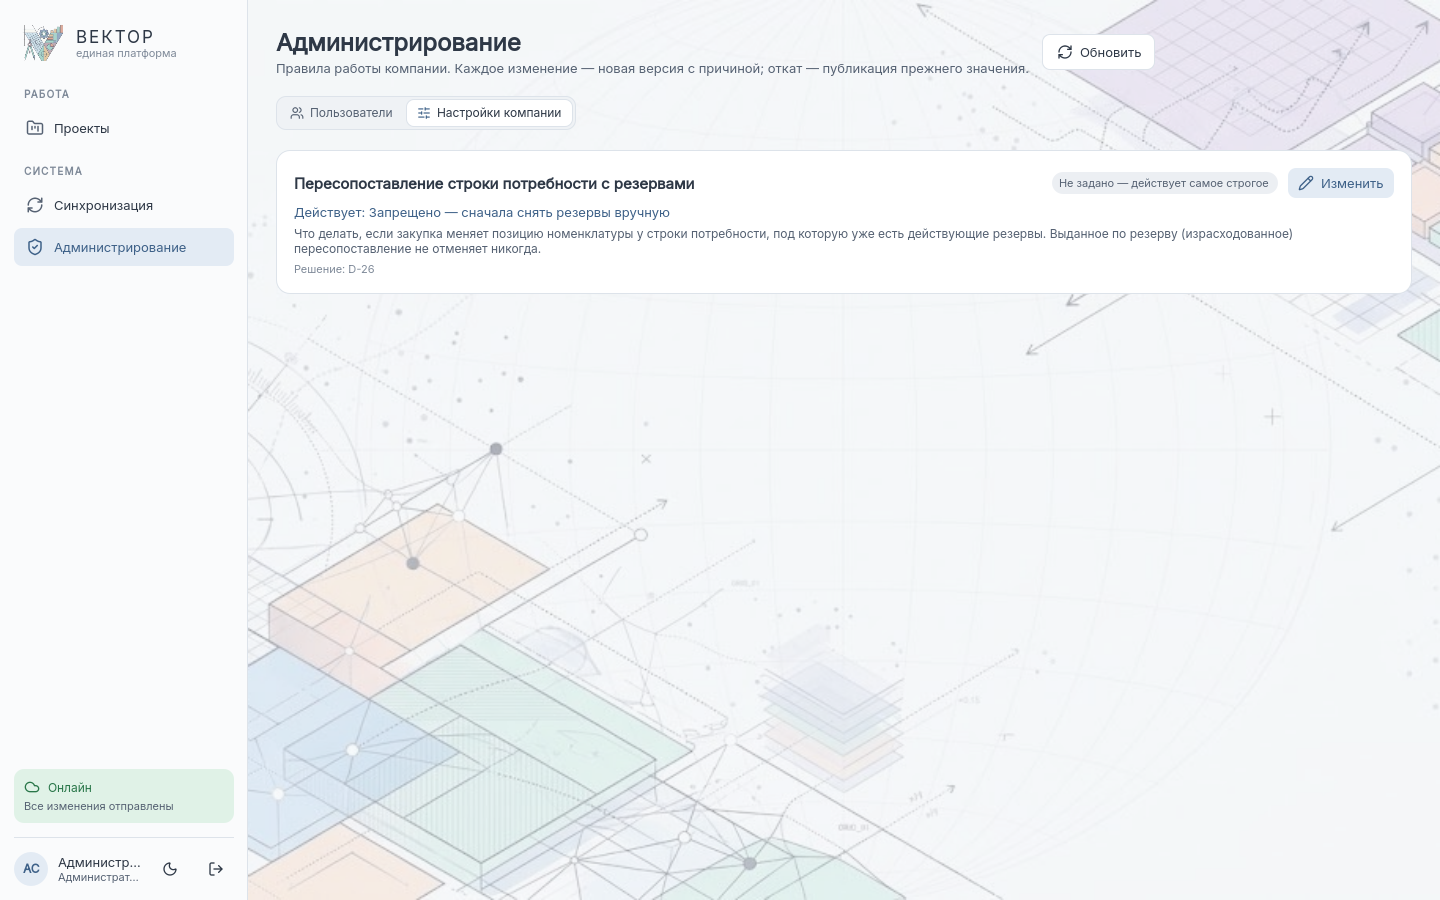 ВЕКТОР
единая платформа
РАБОТА
Проекты
СИСТЕМА
Синхронизация
Администрирование
Онлайн
Все изменения отправлены
АС
Администр...
Администрат...
Администрирование
Правила работы компании. Каждое изменение — новая версия с причиной; откат — публикация прежнего значения.
Обновить
Пользователи
Настройки компании
Пересопоставление строки потребности с резервами
Не задано — действует самое строгое
Изменить
Действует: Запрещено — сначала снять резервы вручную
Что делать, если закупка меняет позицию номенклатуры у строки потребности, под которую уже есть действующие резервы. Выданное по резерву (израсходованное)
пересопоставление не отменяет никогда.
Решение: D-26